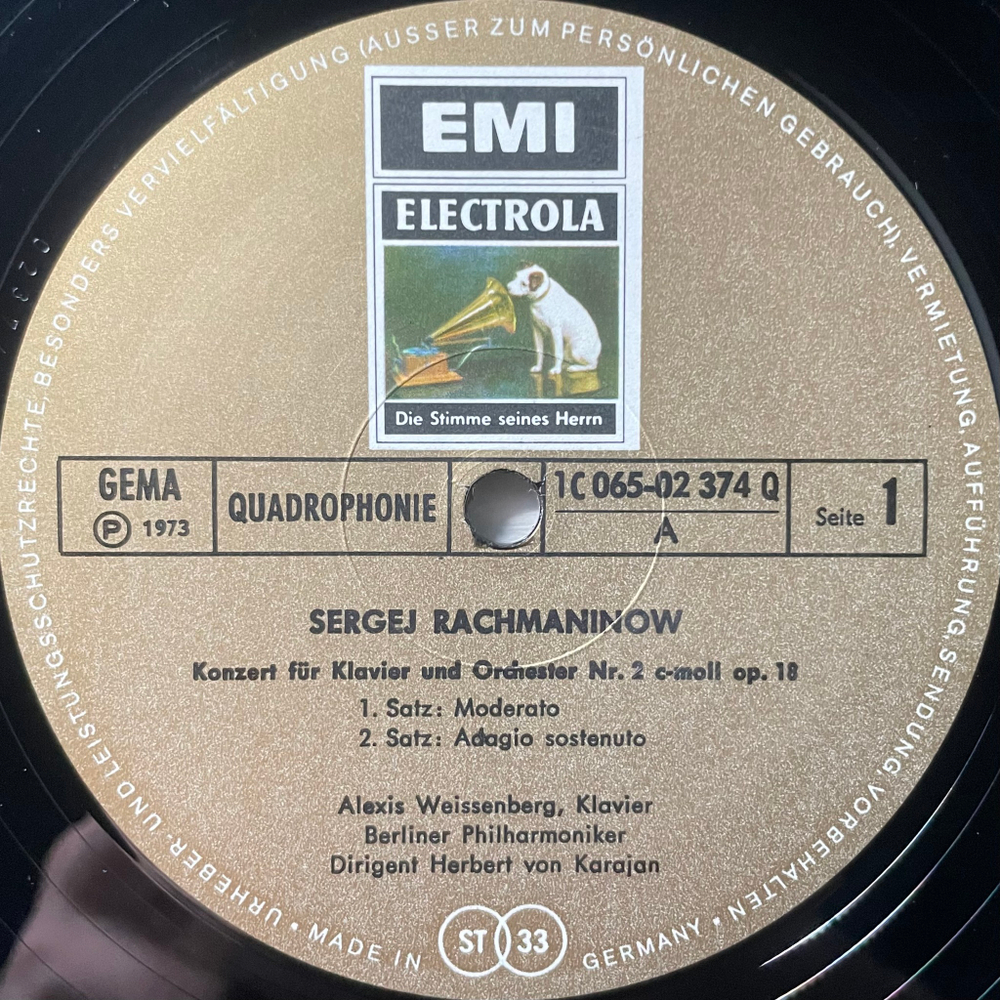 URHEBER- UND LEISTUNGSSCHUTZRECHTE, BESONDERS VERVIELFÄLTIGUNG (AUSSER ZUM PERSÖNLICHEN GEBRAUCH), VERMIETUNG, AUFFÜHRUNG, SENDUNG, VORBEHALTEN •
EMI
ELECTROLA
Die Stimme seines Herrn
GEMA
℗ 1973
QUADROPHONIE
1C 065-02 374 Q
A
Seite 1
SERGEJ RACHMANINOW
Konzert für Klavier und Orchester Nr. 2 c-moll op. 18
1. Satz: Moderato
2. Satz: Adagio sostenuto
Alexis Weissenberg, Klavier
Berliner Philharmoniker
Dirigent Herbert von Karajan
• MADE IN GERMANY
ST 33